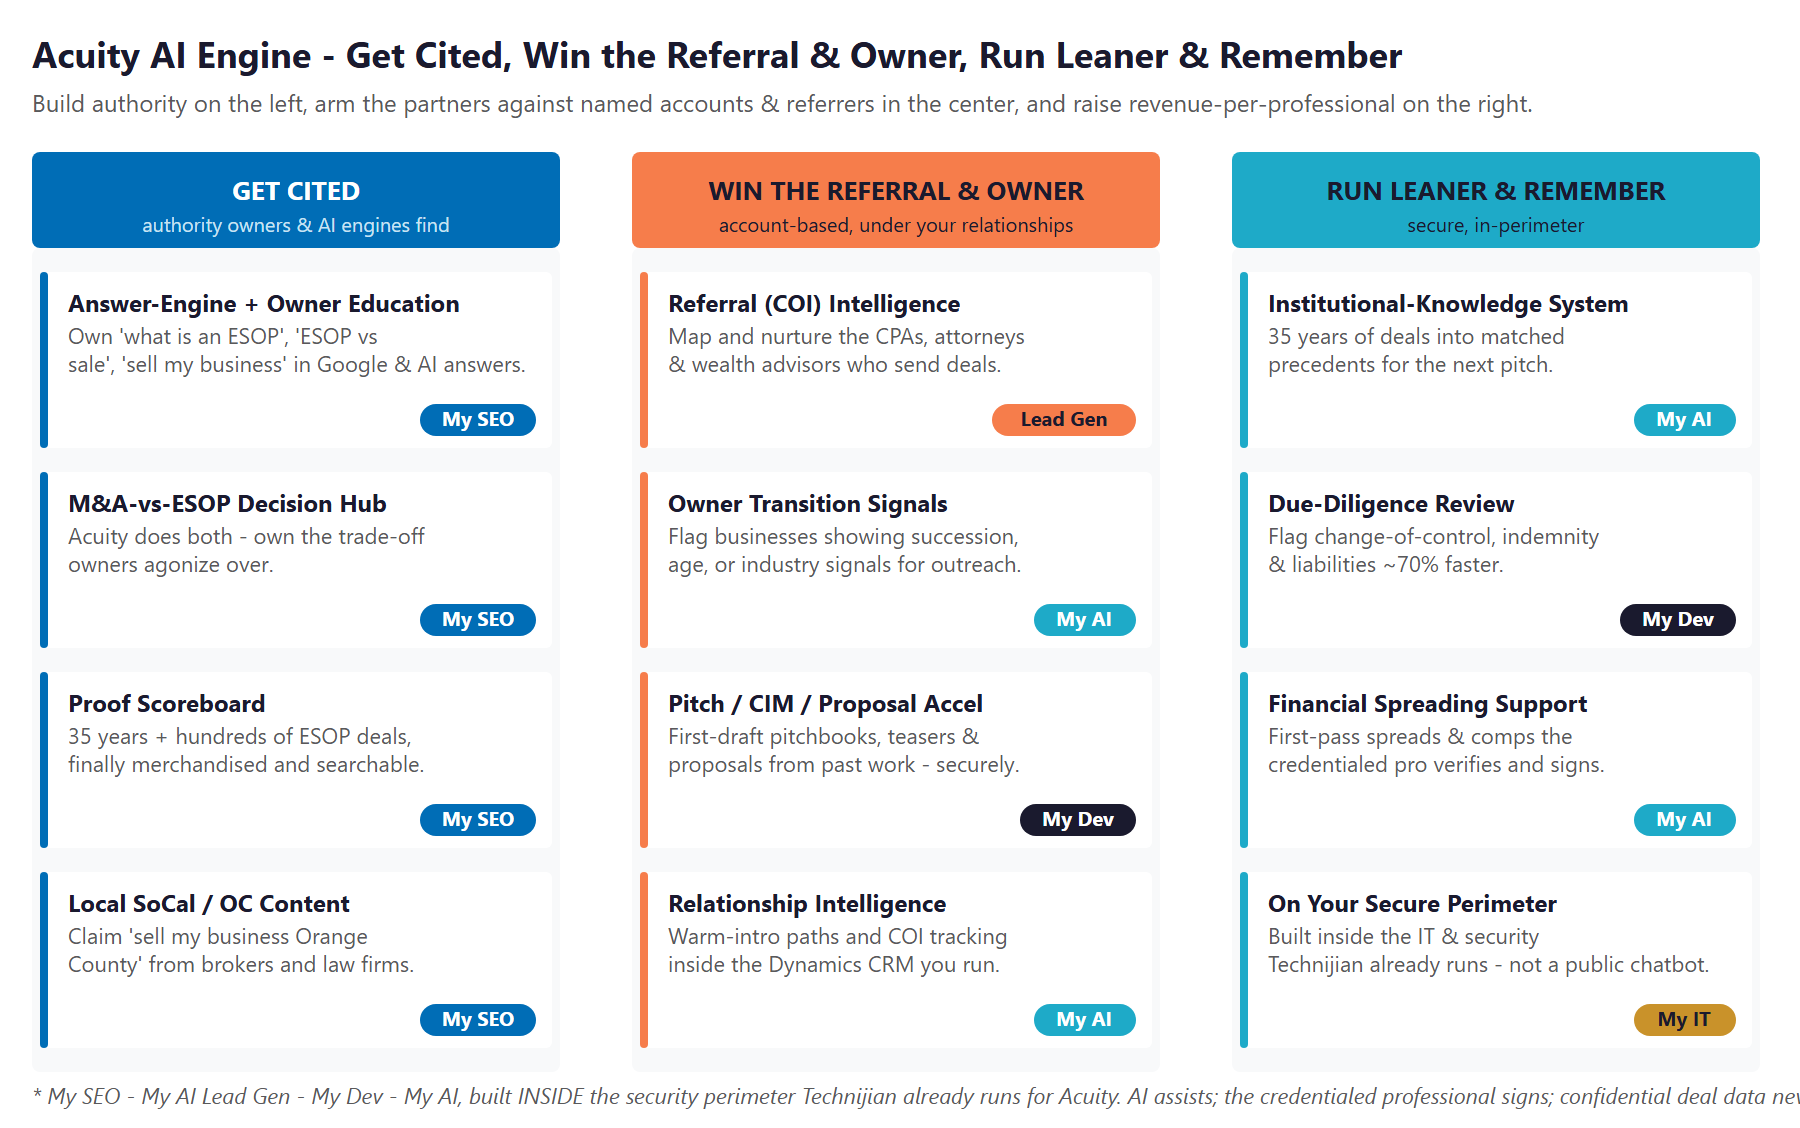 Acuity AI Engine - Get Cited, Win the Referral & Owner, Run Leaner & Remember
Build authority on the left, arm the partners against named accounts & referrers in the center, and raise revenue-per-professional on the right.
GET CITED
authority owners & AI engines find
Answer-Engine + Owner Education
Own 'what is an ESOP', 'ESOP vs
sale', 'sell my business' in Google & AI answers.
My SEO
M&A-vs-ESOP Decision Hub
Acuity does both - own the trade-off
owners agonize over.
My SEO
Proof Scoreboard
35 years + hundreds of ESOP deals,
finally merchandised and searchable.
My SEO
Local SoCal / OC Content
Claim 'sell my business Orange
County' from brokers and law firms.
My SEO
WIN THE REFERRAL & OWNER
account-based, under your relationships
Referral (COI) Intelligence
Map and nurture the CPAs, attorneys
& wealth advisors who send deals.
Lead Gen
Owner Transition Signals
Flag businesses showing succession,
age, or industry signals for outreach.
My AI
Pitch / CIM / Proposal Accel
First-draft pitchbooks, teasers &
proposals from past work - securely.
My Dev
Relationship Intelligence
Warm-intro paths and COI tracking
inside the Dynamics CRM you run.
My AI
RUN LEANER & REMEMBER
secure, in-perimeter
Institutional-Knowledge System
35 years of deals into matched
precedents for the next pitch.
My AI
Due-Diligence Review
Flag change-of-control, indemnity
& liabilities ~70% faster.
My Dev
Financial Spreading Support
First-pass spreads & comps the
credentialed pro verifies and signs.
My AI
On Your Secure Perimeter
Built inside the IT & security
Technijian already runs - not a public chatbot.
My IT
* My SEO - My AI Lead Gen - My Dev - My AI, built INSIDE the security perimeter Technijian already runs for Acuity. AI assists; the credentialed professional signs; confidential deal data